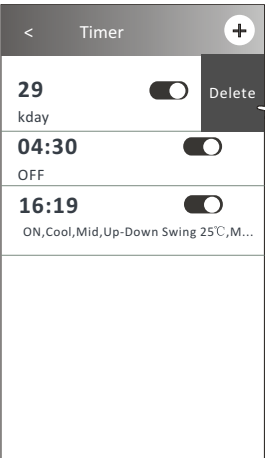 < Timer +
29
Delete
kday
04:30
OFF
16:19
ON,Cool,Mid,Up-Down Swing 25℃,M...